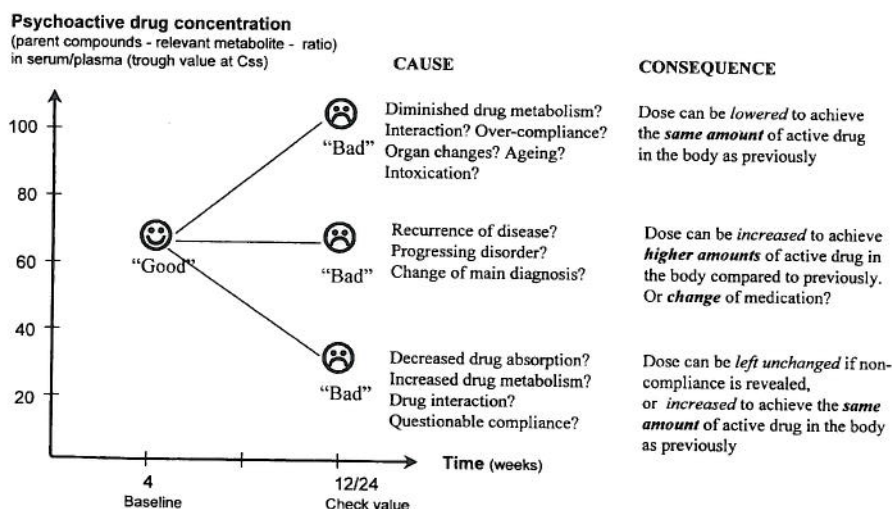 Psychoactive drug concentration
(parent compounds - relevant metabolite - ratio)
in serum/plasma (trough value at Css)
CAUSE
CONSEQUENCE
100
80
60
40
20
"Good"
"Bad"
Diminished drug metabolism?
Interaction? Over-compliance?
Organ changes? Ageing?
Intoxication?
Dose can be lowered to achieve
the same amount of active drug
in the body as previously
"Bad"
Recurrence of disease?
Progressing disorder?
Change of main diagnosis?
Dose can be increased to achieve
higher amounts of active drug in
the body compared to previously.
Or change of medication?
"Bad"
Decreased drug absorption?
Increased drug metabolism?
Drug interaction?
Questionable compliance?
Dose can be left unchanged if non-
compliance is revealed,
or increased to achieve the same
amount of active drug in the body
as previously
Time (weeks)
4
12/24
Baseline
Check value